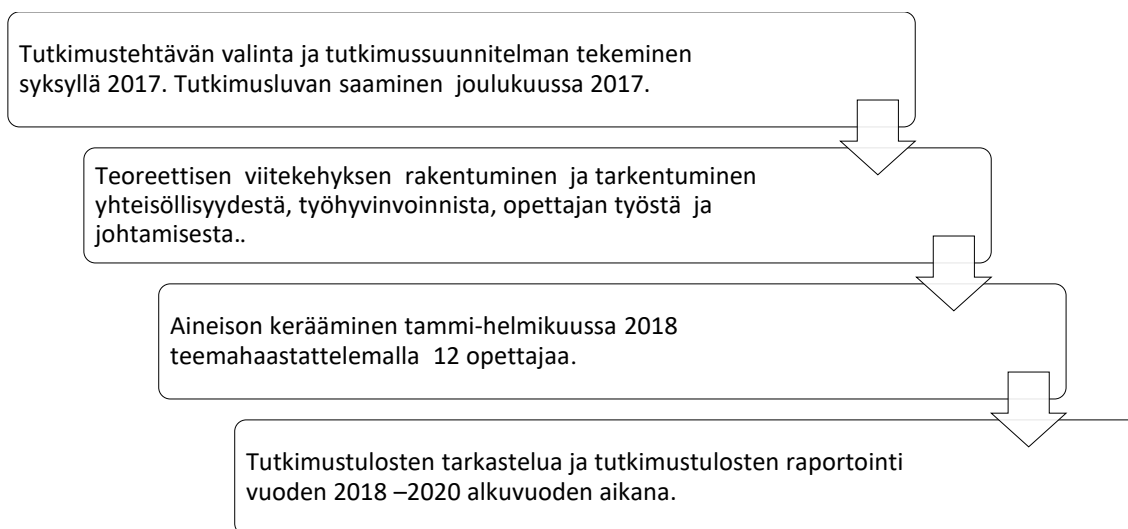 Tutkimustehtävän valinta ja tutkimussuunnitelman tekeminen
syksyllä 2017. Tutkimusluvan saaminen joulukuussa 2017.
Teoreettisen viitekehyksen rakentuminen ja tarkentuminen
yhteisöllisyydestä, työhyvinvoinnista, opettajan työstä ja
johtamisesta..
Aineison kerääminen tammi-helmikuussa 2018
teemahaastattelemalla 12 opettajaa.
Tutkimustulosten tarkastelua ja tutkimustulosten raportointi
vuoden 2018 –2020 alkuvuoden aikana.